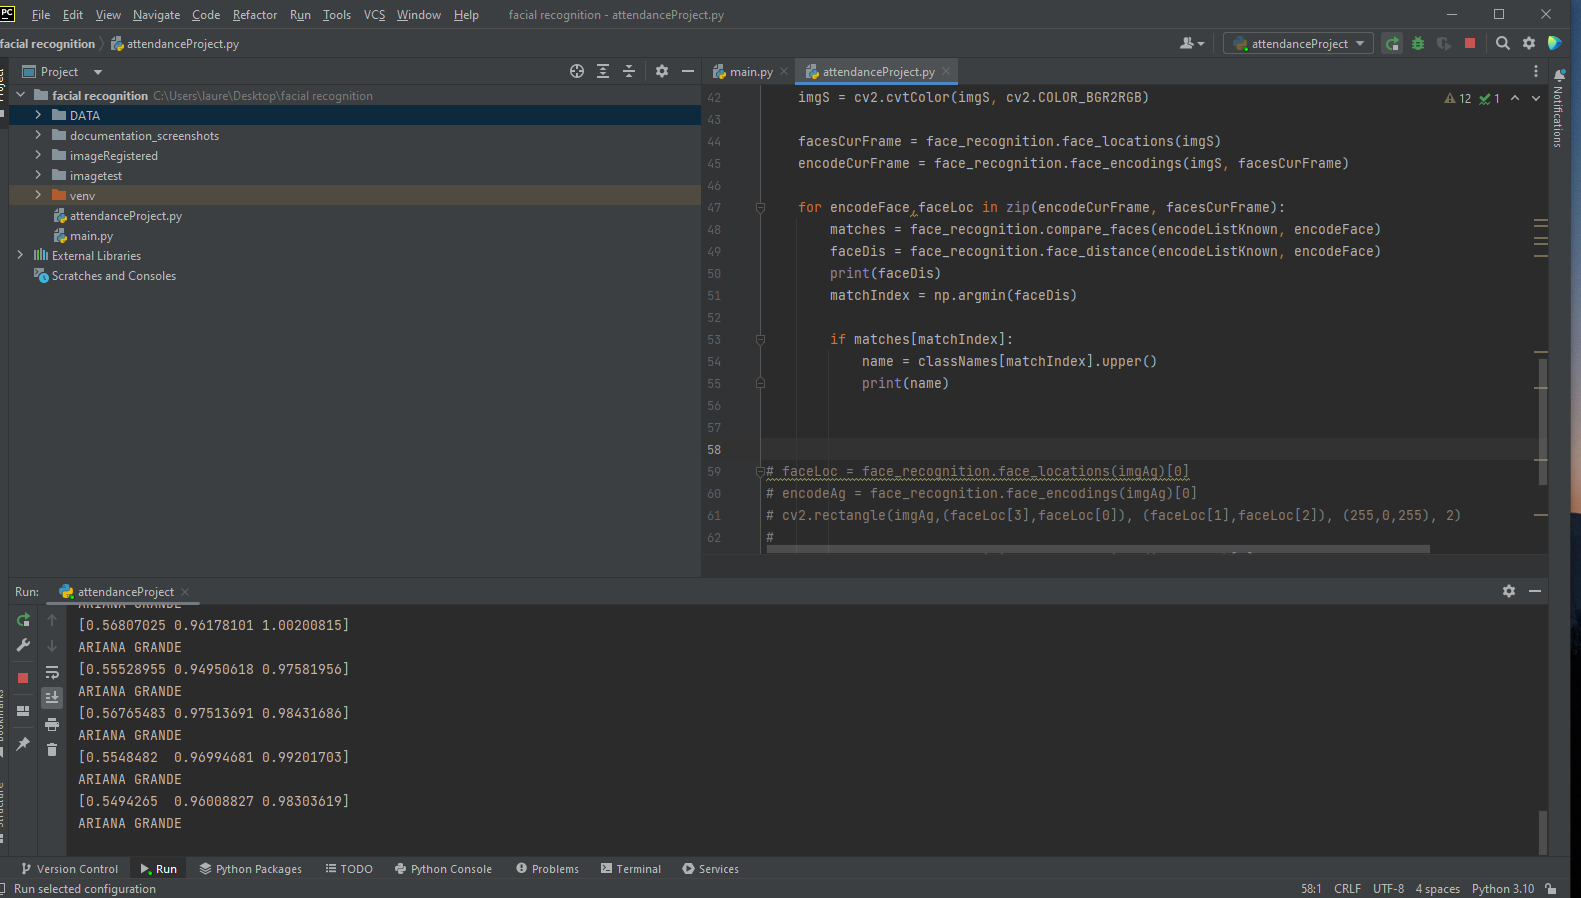 PC File Edit View Navigate Code Refactor Run Tools VCS Window Help facial recognition - attendanceProject.py
facial recognition attendanceProject.py attendanceProject
Project
main.py attendanceProject.py
facial recognition C:\Users\laure\Desktop\facial recognition
DATA
documentation_screenshots
imageRegistered
imagetest
venv
attendanceProject.py
main.py
External Libraries
Scratches and Consoles
12 1
Notifications
42 imgS = cv2.cvtColor(imgS, cv2.COLOR_BGR2RGB)
43
44 facesCurFrame = face_recognition.face_locations(imgS)
45 encodeCurFrame = face_recognition.face_encodings(imgS, facesCurFrame)
46
47 for encodeFace,faceLoc in zip(encodeCurFrame, facesCurFrame):
48 matches = face_recognition.compare_faces(encodeListKnown, encodeFace)
49 faceDis = face_recognition.face_distance(encodeListKnown, encodeFace)
50 print(faceDis)
51 matchIndex = np.argmin(faceDis)
52
53 if matches[matchIndex]:
54 name = classNames[matchIndex].upper()
55 print(name)
56
57
58
59 # faceLoc = face_recognition.face_locations(imgAg)[0]
60 # encodeAg = face_recognition.face_encodings(imgAg)[0]
61 # cv2.rectangle(imgAg,(faceLoc[3],faceLoc[0]), (faceLoc[1],faceLoc[2]), (255,0,255), 2)
62 #
Run: attendanceProject
ARIANA GRANDE
[0.56807025 0.96178101 1.00200815]
ARIANA GRANDE
[0.55528955 0.94950618 0.97581956]
ARIANA GRANDE
[0.56765483 0.97513691 0.98431686]
ARIANA GRANDE
[0.5548482  0.96994681 0.99201703]
ARIANA GRANDE
[0.5494265  0.96008827 0.98303619]
ARIANA GRANDE
Version Control Run Python Packages TODO Python Console Problems Terminal Services
Run selected configuration 58:1 CRLF UTF-8 4 spaces Python 3.10